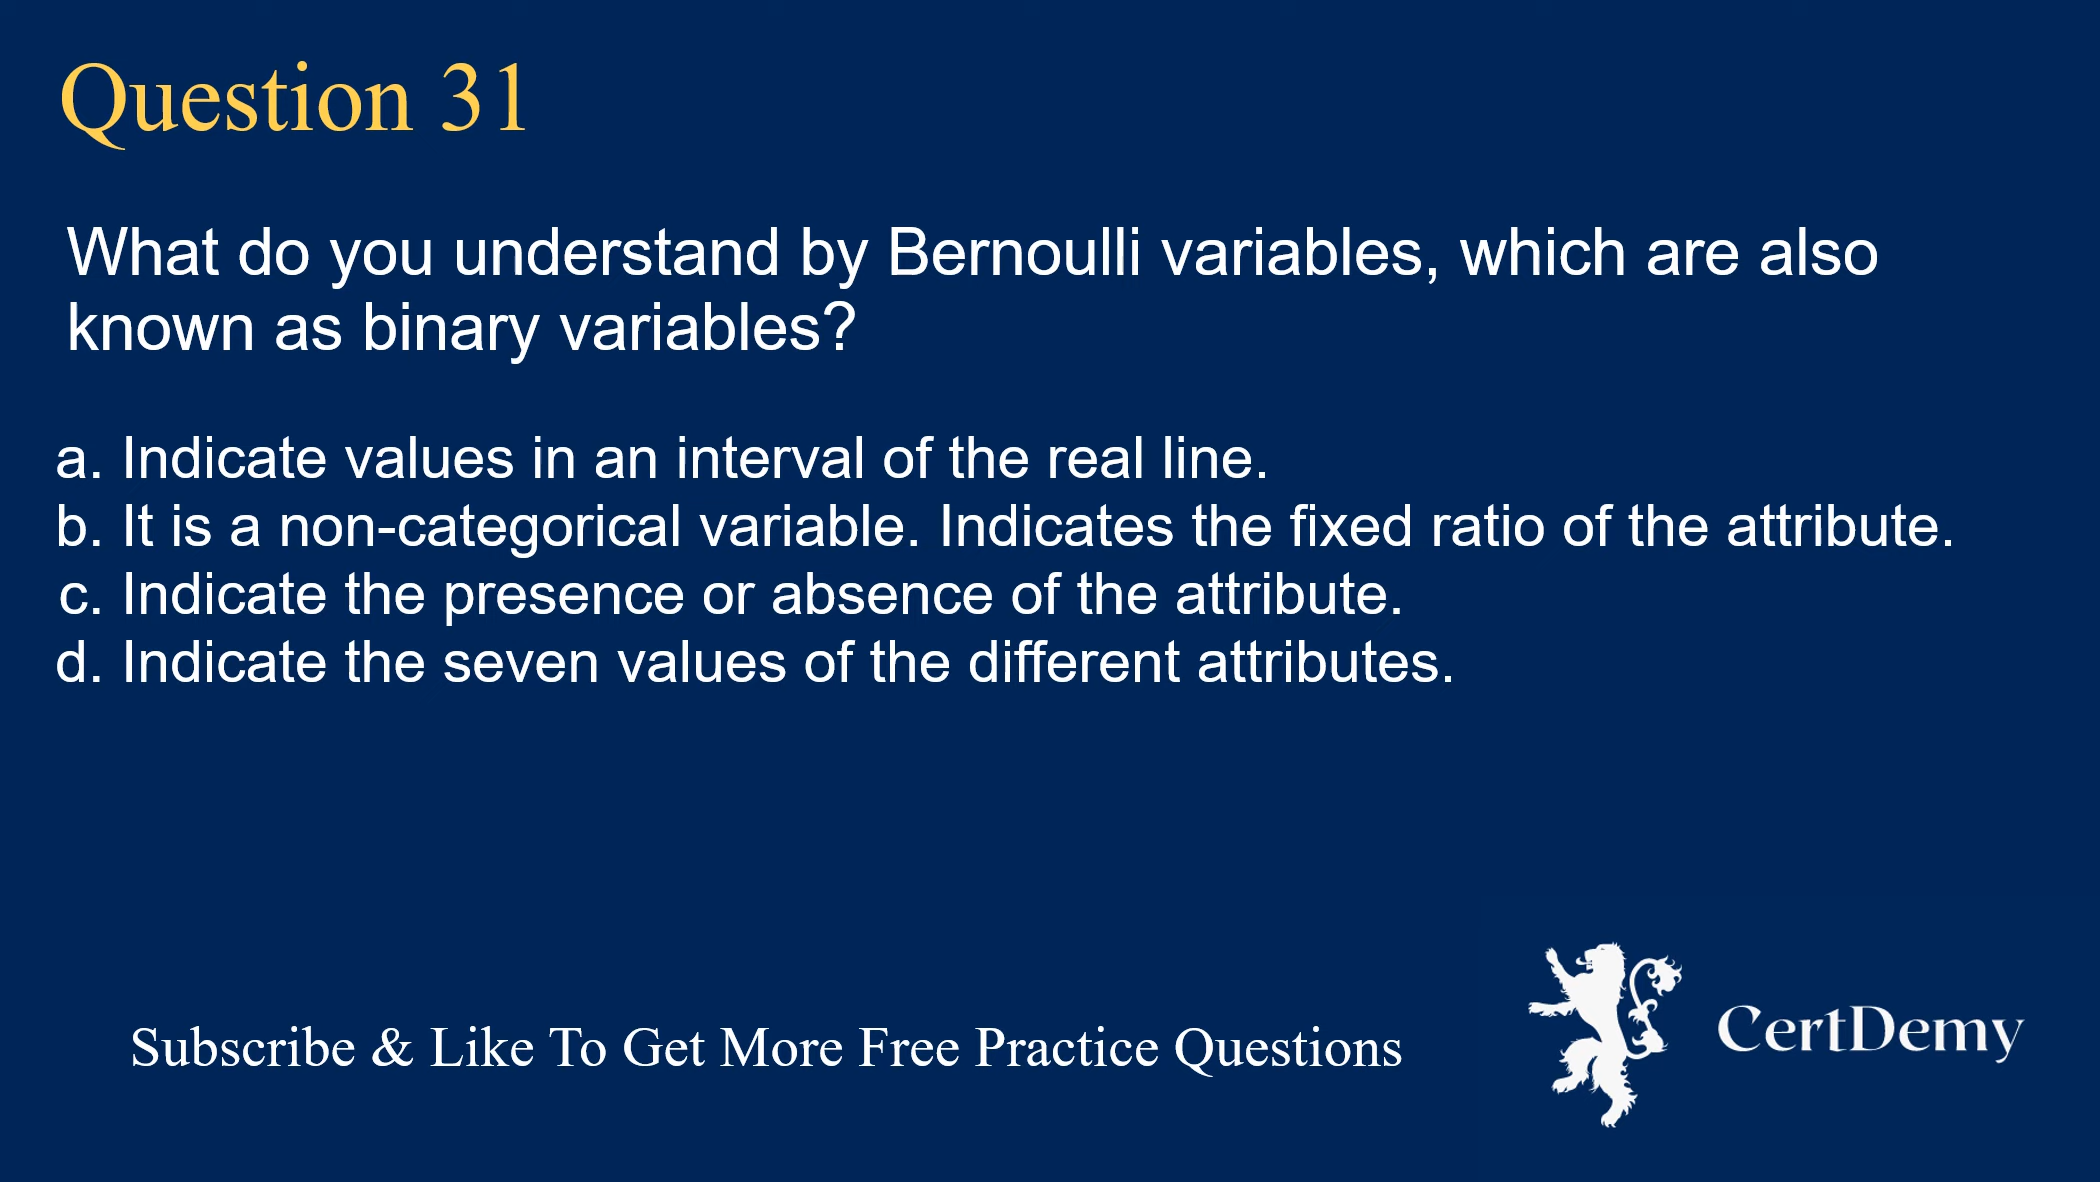 Question 31
What do you understand by Bernoulli variables, which are also
known as binary variables?
a. Indicate values in an interval of the real line.
b. It is a non-categorical variable. Indicates the fixed ratio of the attribute.
c. Indicate the presence or absence of the attribute.
d. Indicate the seven values of the different attributes.
Subscribe & Like To Get More Free Practice Questions
CertDemy